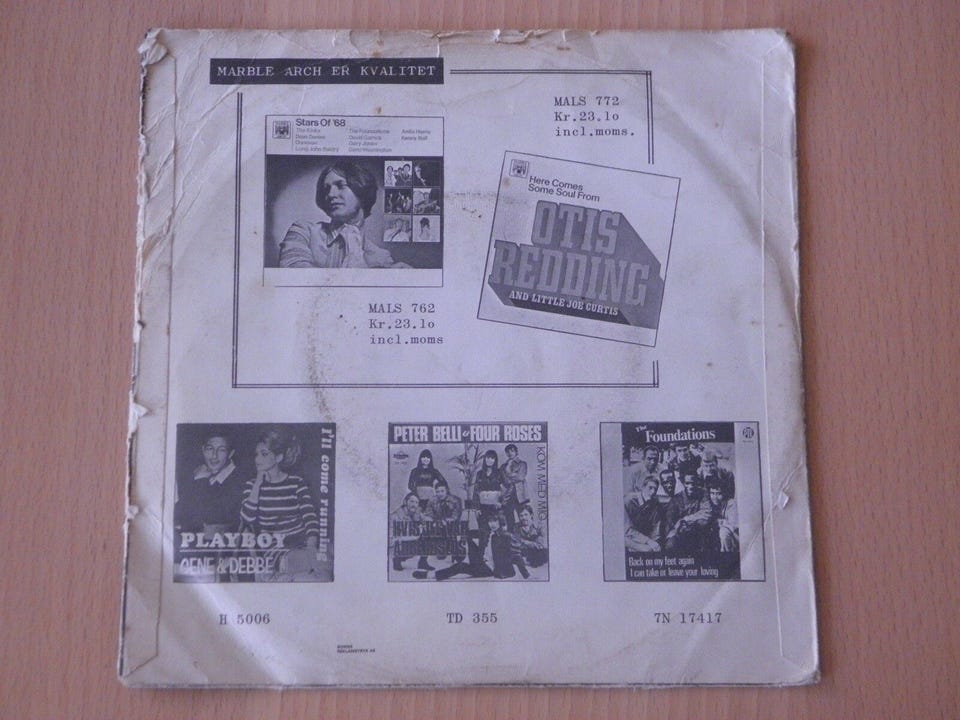 MARBLE ARCH ER KVALITET
MALS 772
Kr.23.lo
incl.moms.
Stars Of '68
The Kinks
The Foundations
Anita Harris
David Garrick
Kenny Ball
Donovan
Long John Baldry
Here Comes
Some Soul From
OTIS
REDDING
AND LITTLE JOE CURTIS
MALS 762
Kr.23.lo
incl.moms
I'll come running
PLAYBOY
GENE & DEBBE
PETER BELLI & FOUR ROSES
KOM MED MIG
The
Foundations
PYE
Back on my feet again
I can take or leave your loving
H 5006
TD 355
7N 17417